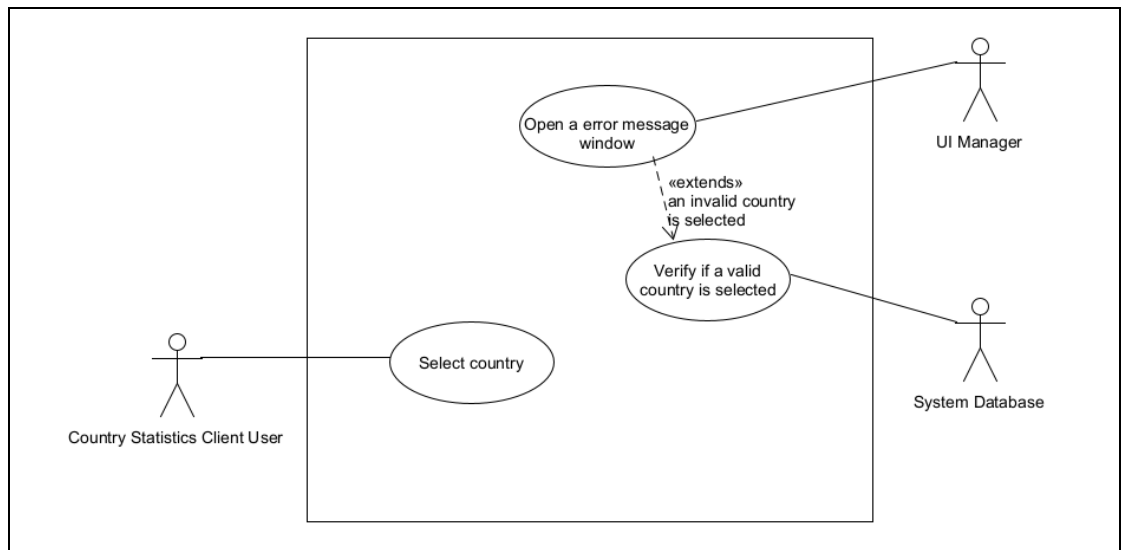 Open a error message
window
UI Manager
«extends»
an invalid country
is selected
Verify if a valid
country is selected
Select country
System Database
Country Statistics Client User